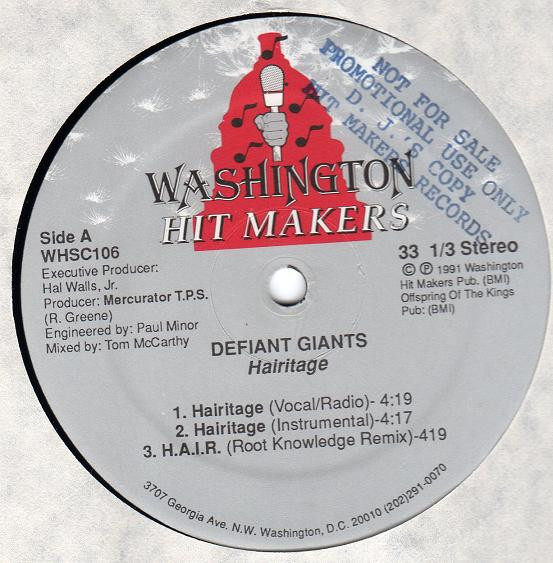 WASHINGTON
HIT MAKERS
NOT FOR SALE
PROMOTIONAL USE ONLY
D. J.'S COPY
HIT MAKER RECORDS
Side A
WHSC106
Executive Producer:
Hal Walls, Jr.
Producer: Mercurator T.P.S.
(R. Greene)
Engineered by: Paul Minor
Mixed by: Tom McCarthy
33 1/3 Stereo
© ℗ 1991 Washington
Hit Makers Pub. (BMI)
Offspring Of The Kings
Pub: (BMI)
DEFIANT GIANTS
Hairitage
1. Hairitage (Vocal/Radio)- 4:19
2. Hairitage (Instrumental)- 4:17
3. H.A.I.R. (Root Knowledge Remix)-419
3707 Georgia Ave. N.W. Washington, D.C. 20010 (202)291-0070